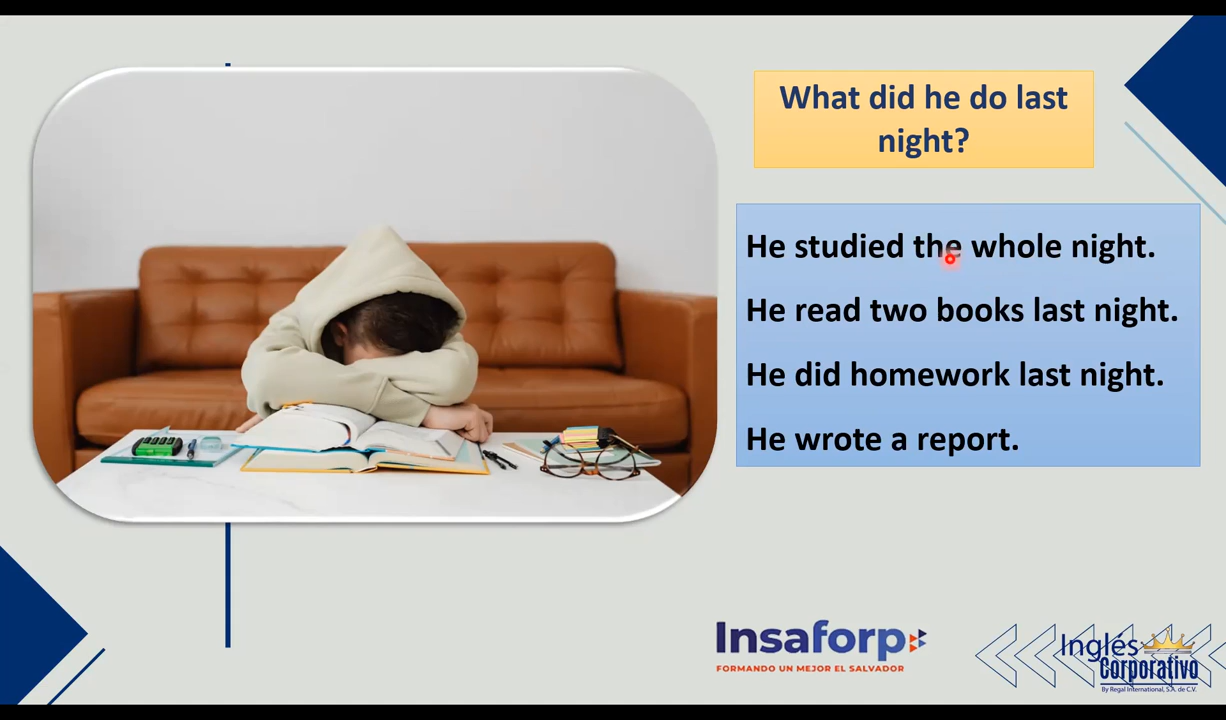 What did he do last
night?
He studied the whole night.
He read two books last night.
He did homework last night.
He wrote a report.
Insaforp
FORMANDO UN MEJOR EL SALVADOR
Inglés
Corporativo
By Regal International, S.A. de C.V.